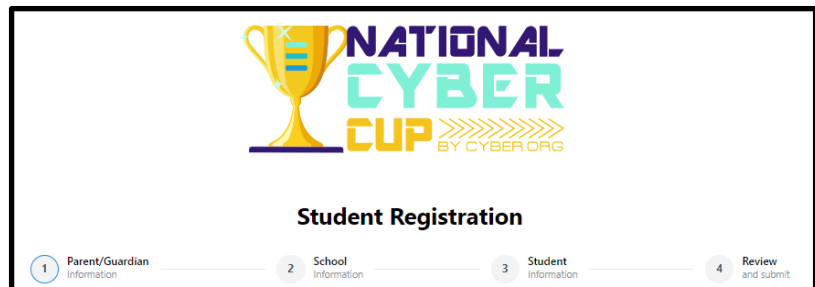 NATIONAL
CYBER
CUP
BY CYBER.ORG
Student Registration
1 Parent/Guardian Information
2 School Information
3 Student Information
4 Review and submit